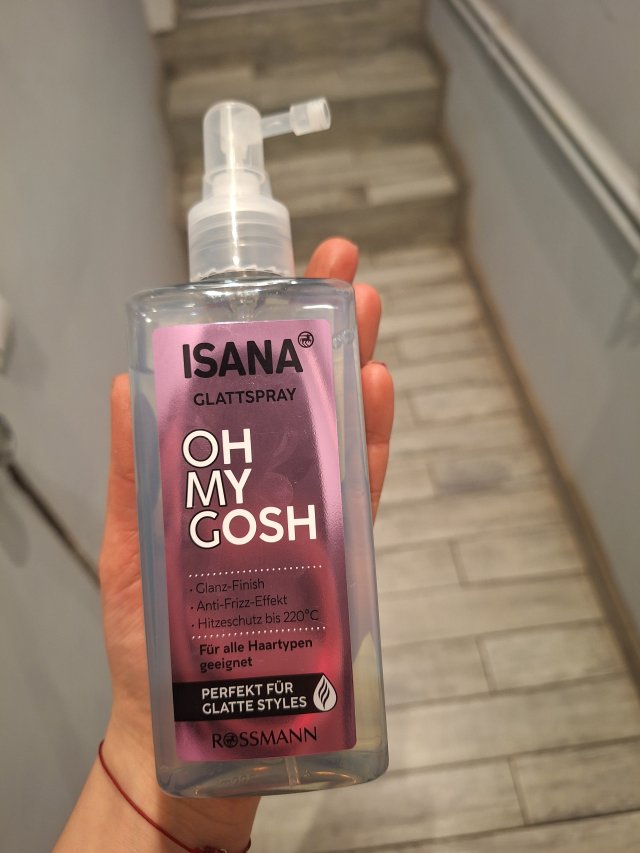 ISANA
GLATTSPRAY
OH
MY
GOSH
· Glanz-Finish
· Anti-Frizz-Effekt
· Hitzeschutz bis 220°C
Für alle Haartypen
geeignet
PERFEKT FÜR
GLATTE STYLES
ROSSMANN